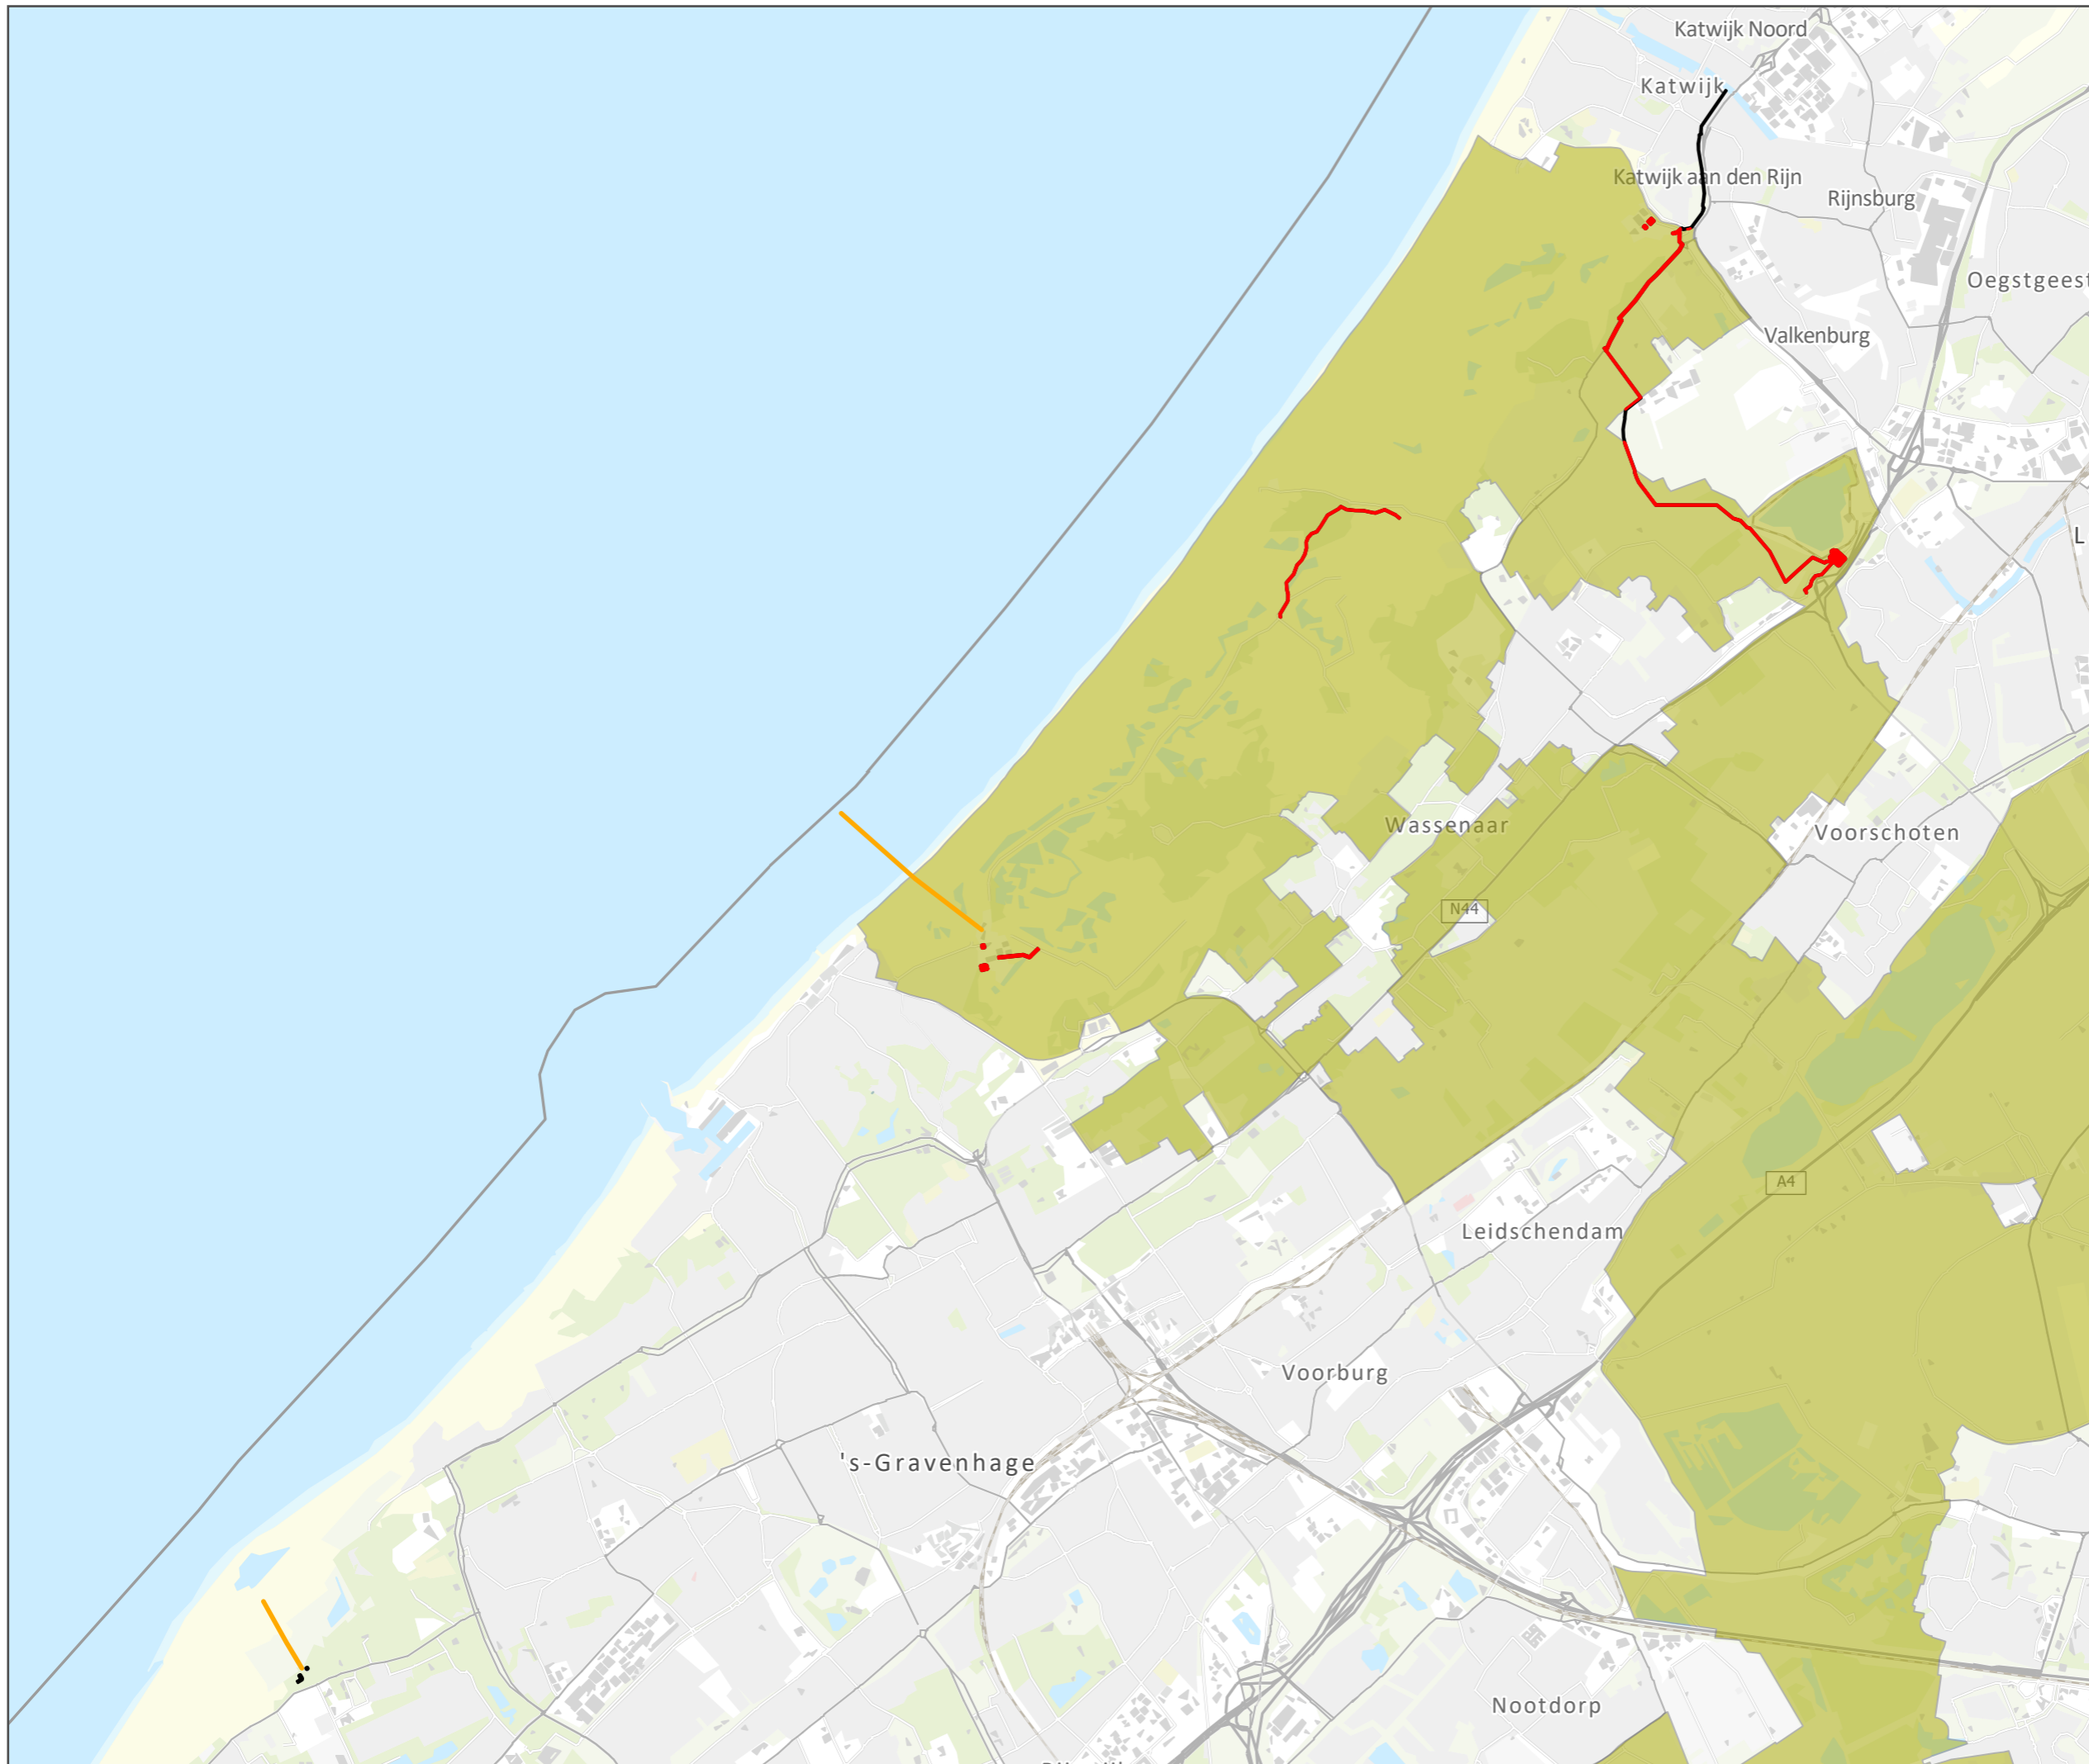 Katwijk Noord
Katwijk
Katwijk aan den Rijn
Rijnsburg
Oegstgeest
Valkenburg
L
Wassenaar
Voorschoten
N44
A4
Leidschendam
Voorburg
's-Gravenhage
Nootdorp